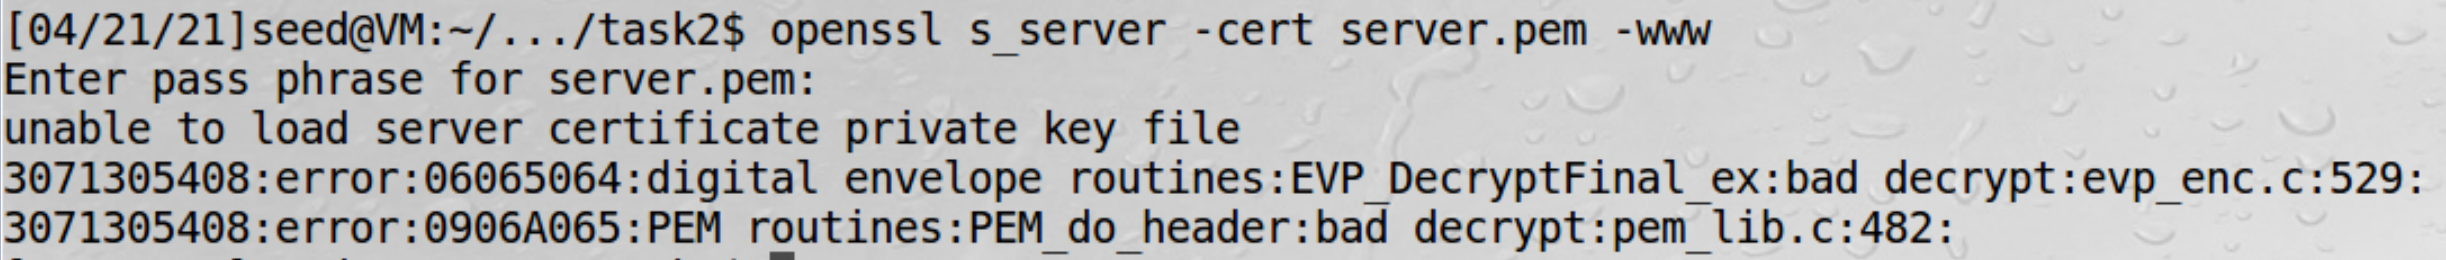 [04/21/21]seed@VM:~/.../task2$ openssl s_server -cert server.pem -www
Enter pass phrase for server.pem:
unable to load server certificate private key file
3071305408:error:06065064:digital envelope routines:EVP_DecryptFinal_ex:bad decrypt:evp_enc.c:529:
3071305408:error:0906A065:PEM routines:PEM_do_header:bad decrypt:pem_lib.c:482: